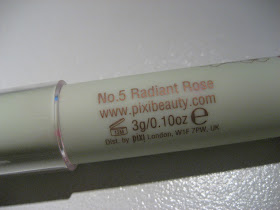 No.5 Radiant Rose
www.pixibeauty.com
3g/0.10oz e
Dist. by pixi London, W1F 7PW, UK